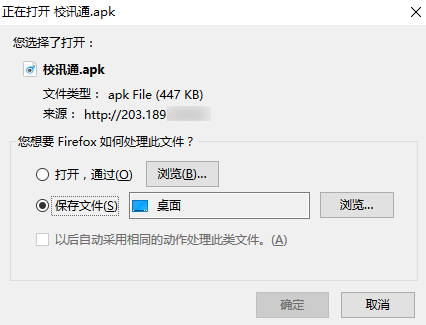 正在打开 校讯通.apk
您选择了打开：
校讯通.apk
文件类型： apk File (447 KB)
来源： http://203.189
您想要 Firefox 如何处理此文件？
打开，通过(O) 浏览(B)...
保存文件(S) 桌面 浏览...
以后自动采用相同的动作处理此类文件。(A)
确定 取消